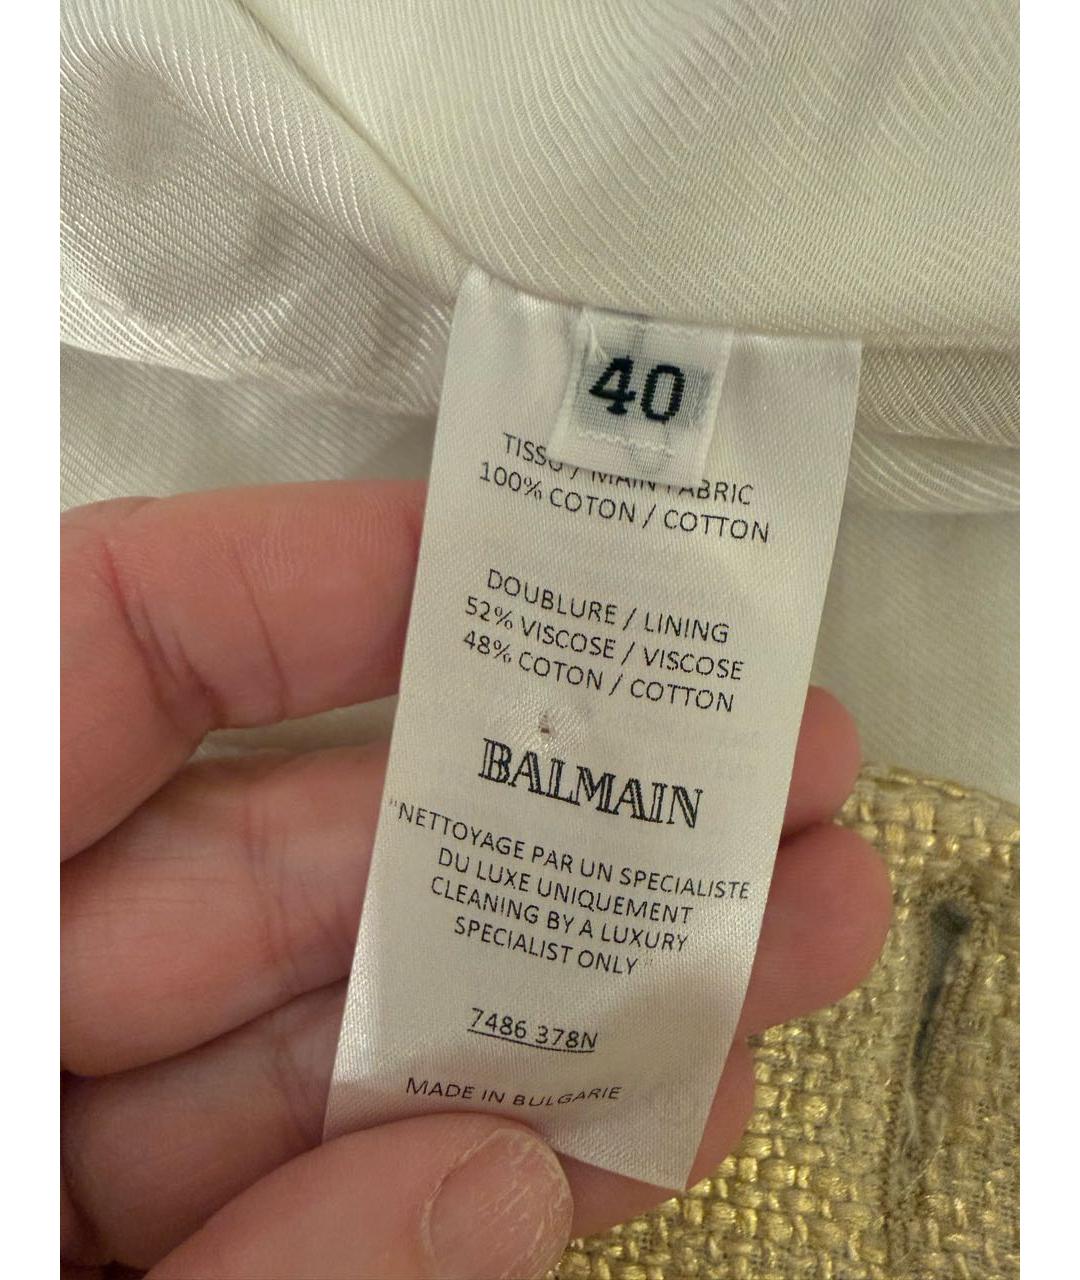 40
TISSU / MAIN FABRIC
100% COTON / COTTON
DOUBLURE / LINING
52% VISCOSE / VISCOSE
48% COTON / COTTON
BALMAIN
"NETTOYAGE PAR UN SPECIALISTE
DU LUXE UNIQUEMENT
CLEANING BY A LUXURY
SPECIALIST ONLY"
7486 378N
MADE IN BULGARIE